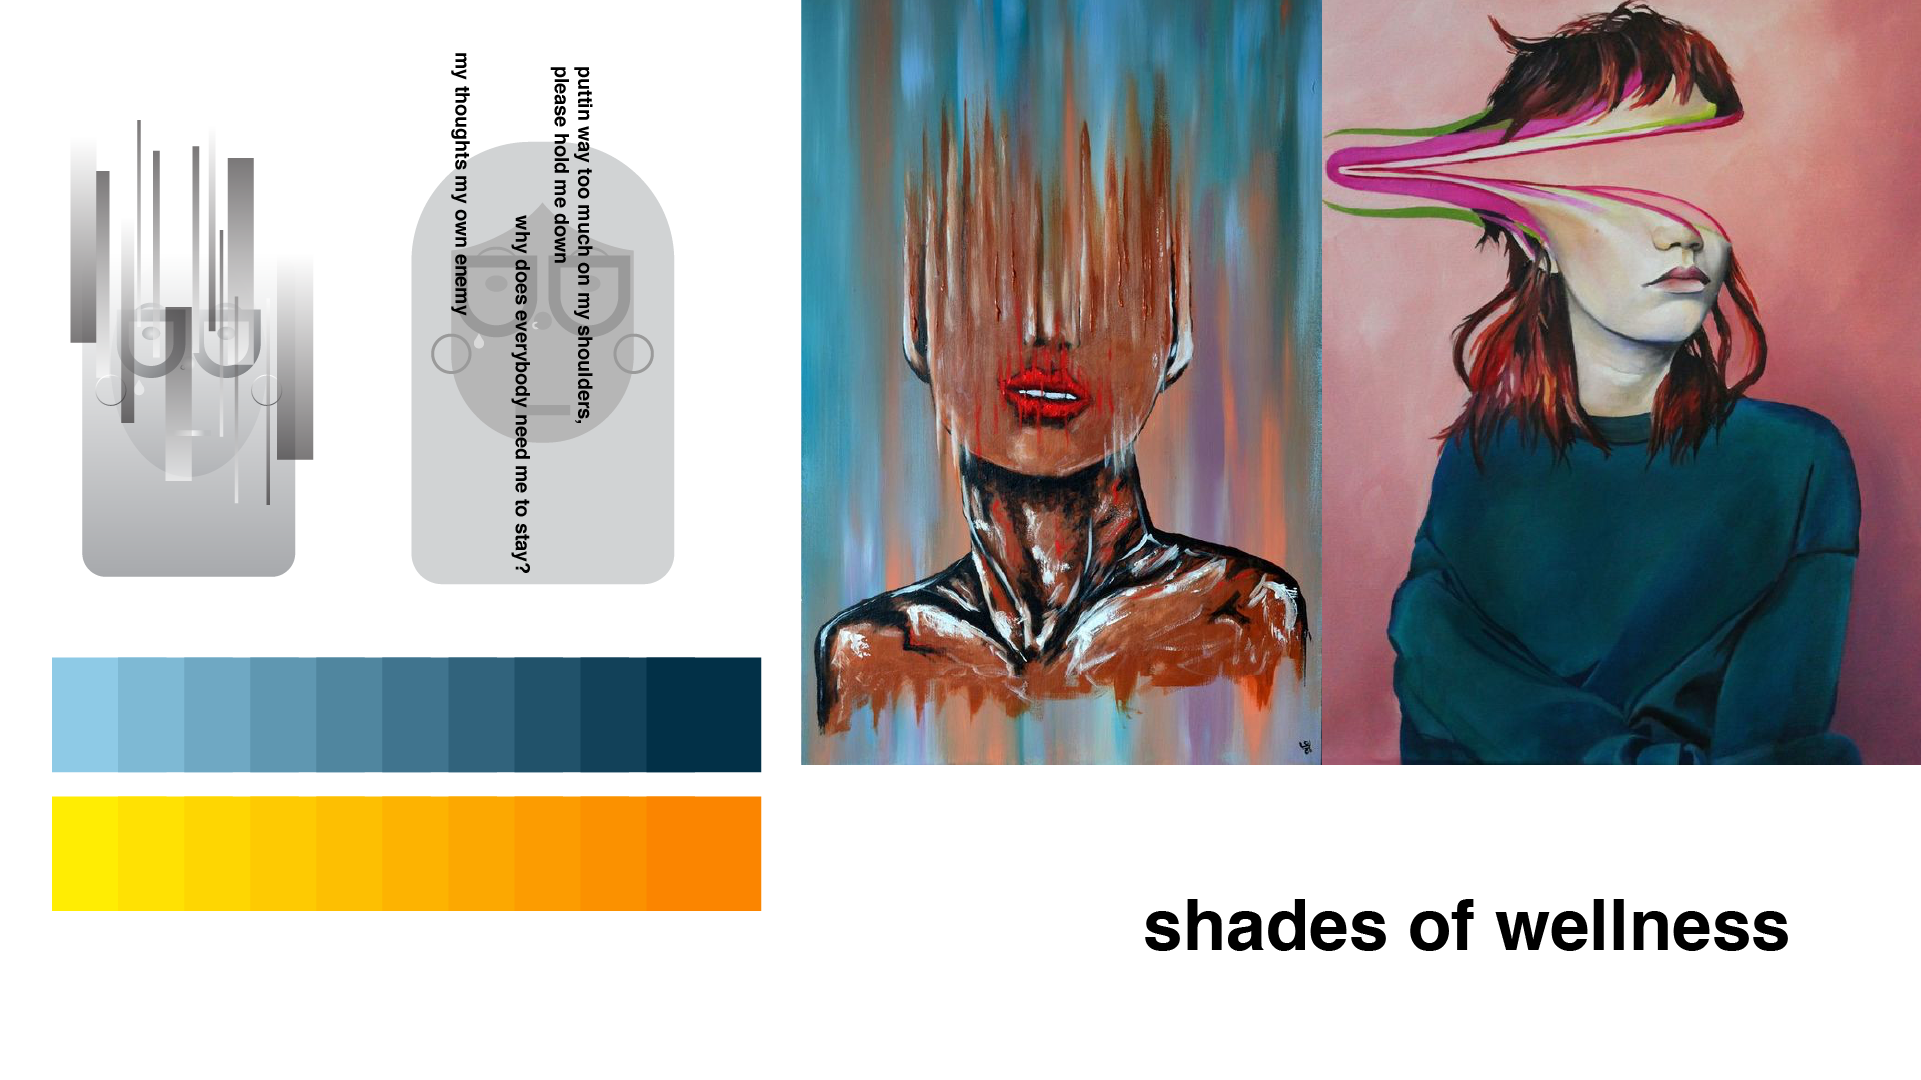 my thoughts my own enemy
puttin way too much on my shoulders,
please hold me down
why does everybody need me to stay?
shades of wellness